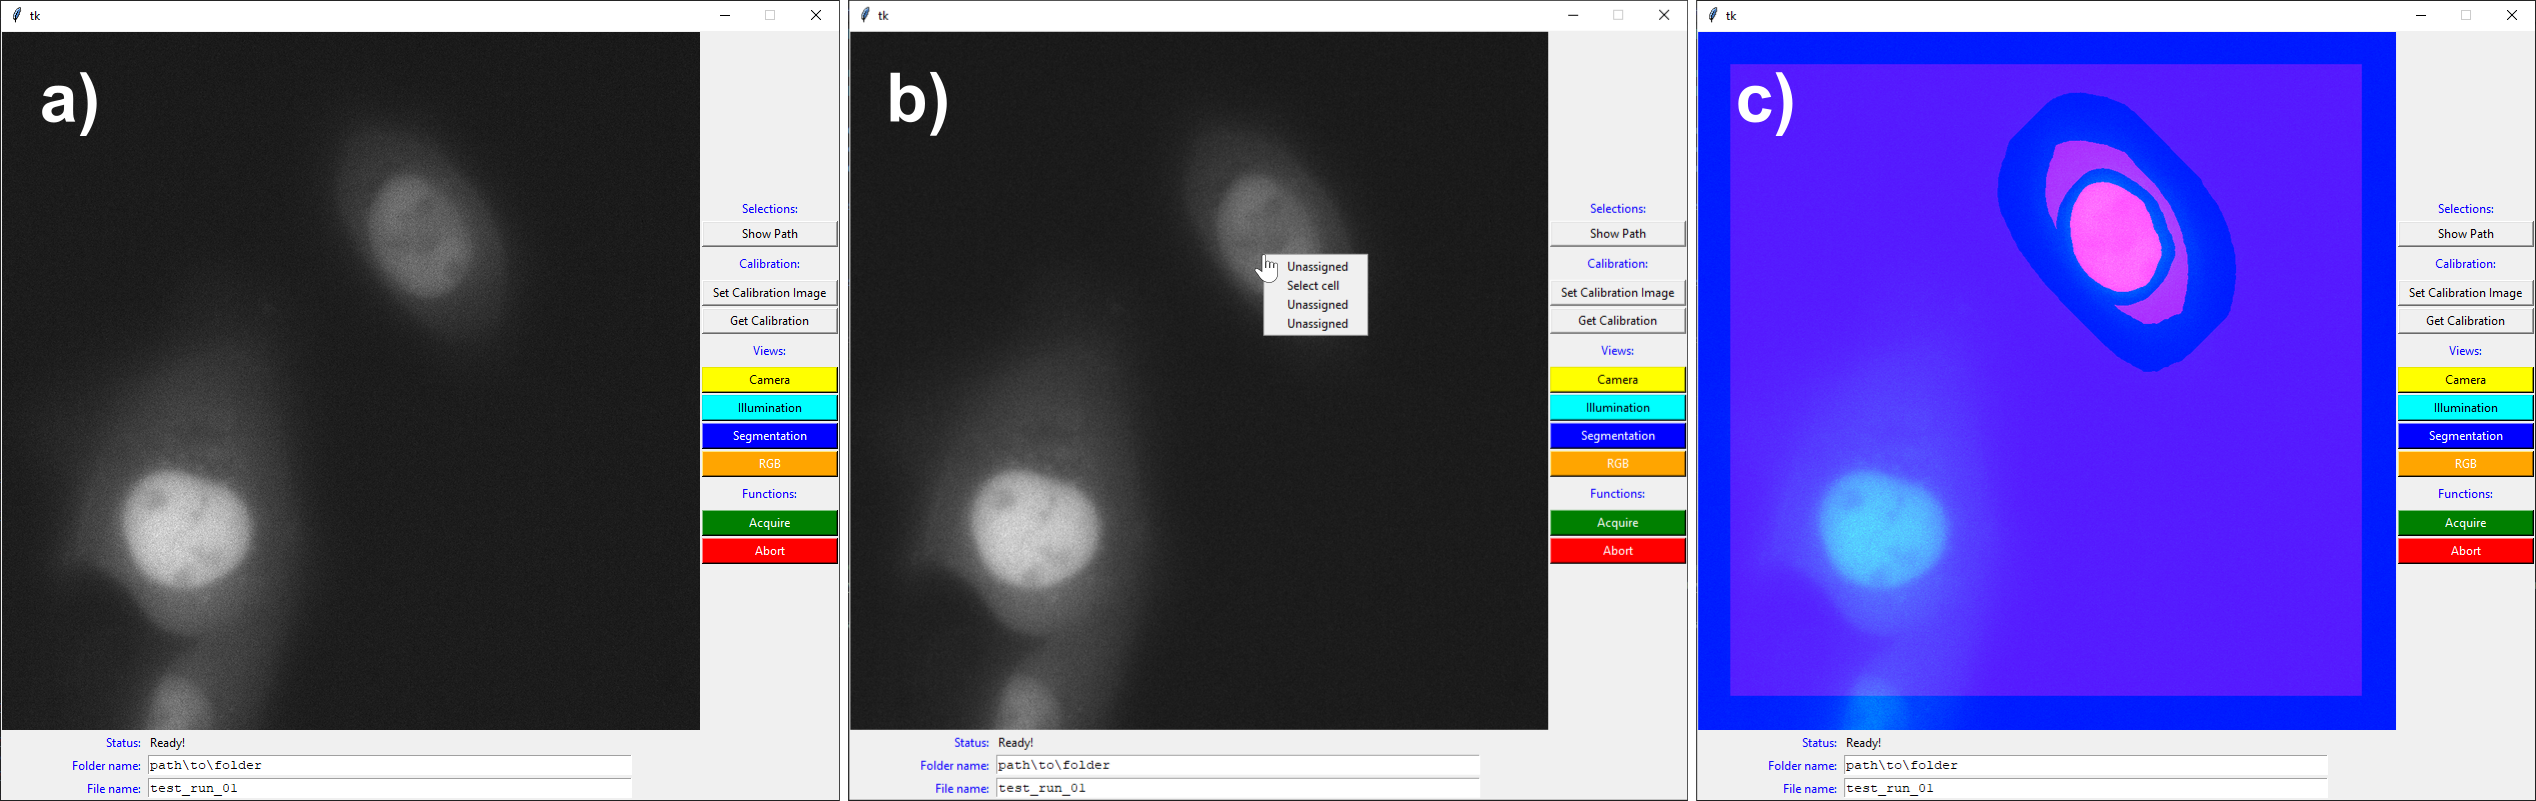 tk
a)
Selections:
Show Path
Calibration:
Set Calibration Image
Get Calibration
Views:
Camera
Illumination
Segmentation
RGB
Functions:
Acquire
Abort
Status: Ready!
Folder name: path\to\folder
File name: test_run_01
tk
b)
Unassigned
Select cell
Unassigned
Unassigned
Selections:
Show Path
Calibration:
Set Calibration Image
Get Calibration
Views:
Camera
Illumination
Segmentation
RGB
Functions:
Acquire
Abort
Status: Ready!
Folder name: path\to\folder
File name: test_run_01
tk
c)
Selections:
Show Path
Calibration:
Set Calibration Image
Get Calibration
Views:
Camera
Illumination
Segmentation
RGB
Functions:
Acquire
Abort
Status: Ready!
Folder name: path\to\folder
File name: test_run_01